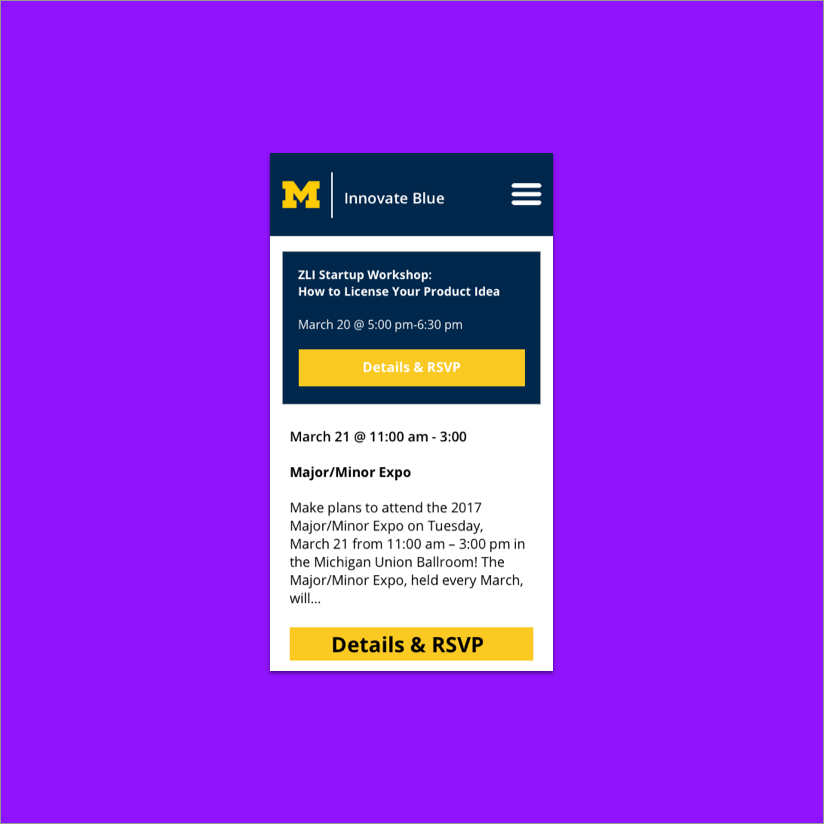 M
Innovate Blue
ZLI Startup Workshop:
How to License Your Product Idea
March 20 @ 5:00 pm-6:30 pm
Details & RSVP
March 21 @ 11:00 am - 3:00
Major/Minor Expo
Make plans to attend the 2017
Major/Minor Expo on Tuesday,
March 21 from 11:00 am – 3:00 pm in
the Michigan Union Ballroom! The
Major/Minor Expo, held every March,
will...
Details & RSVP